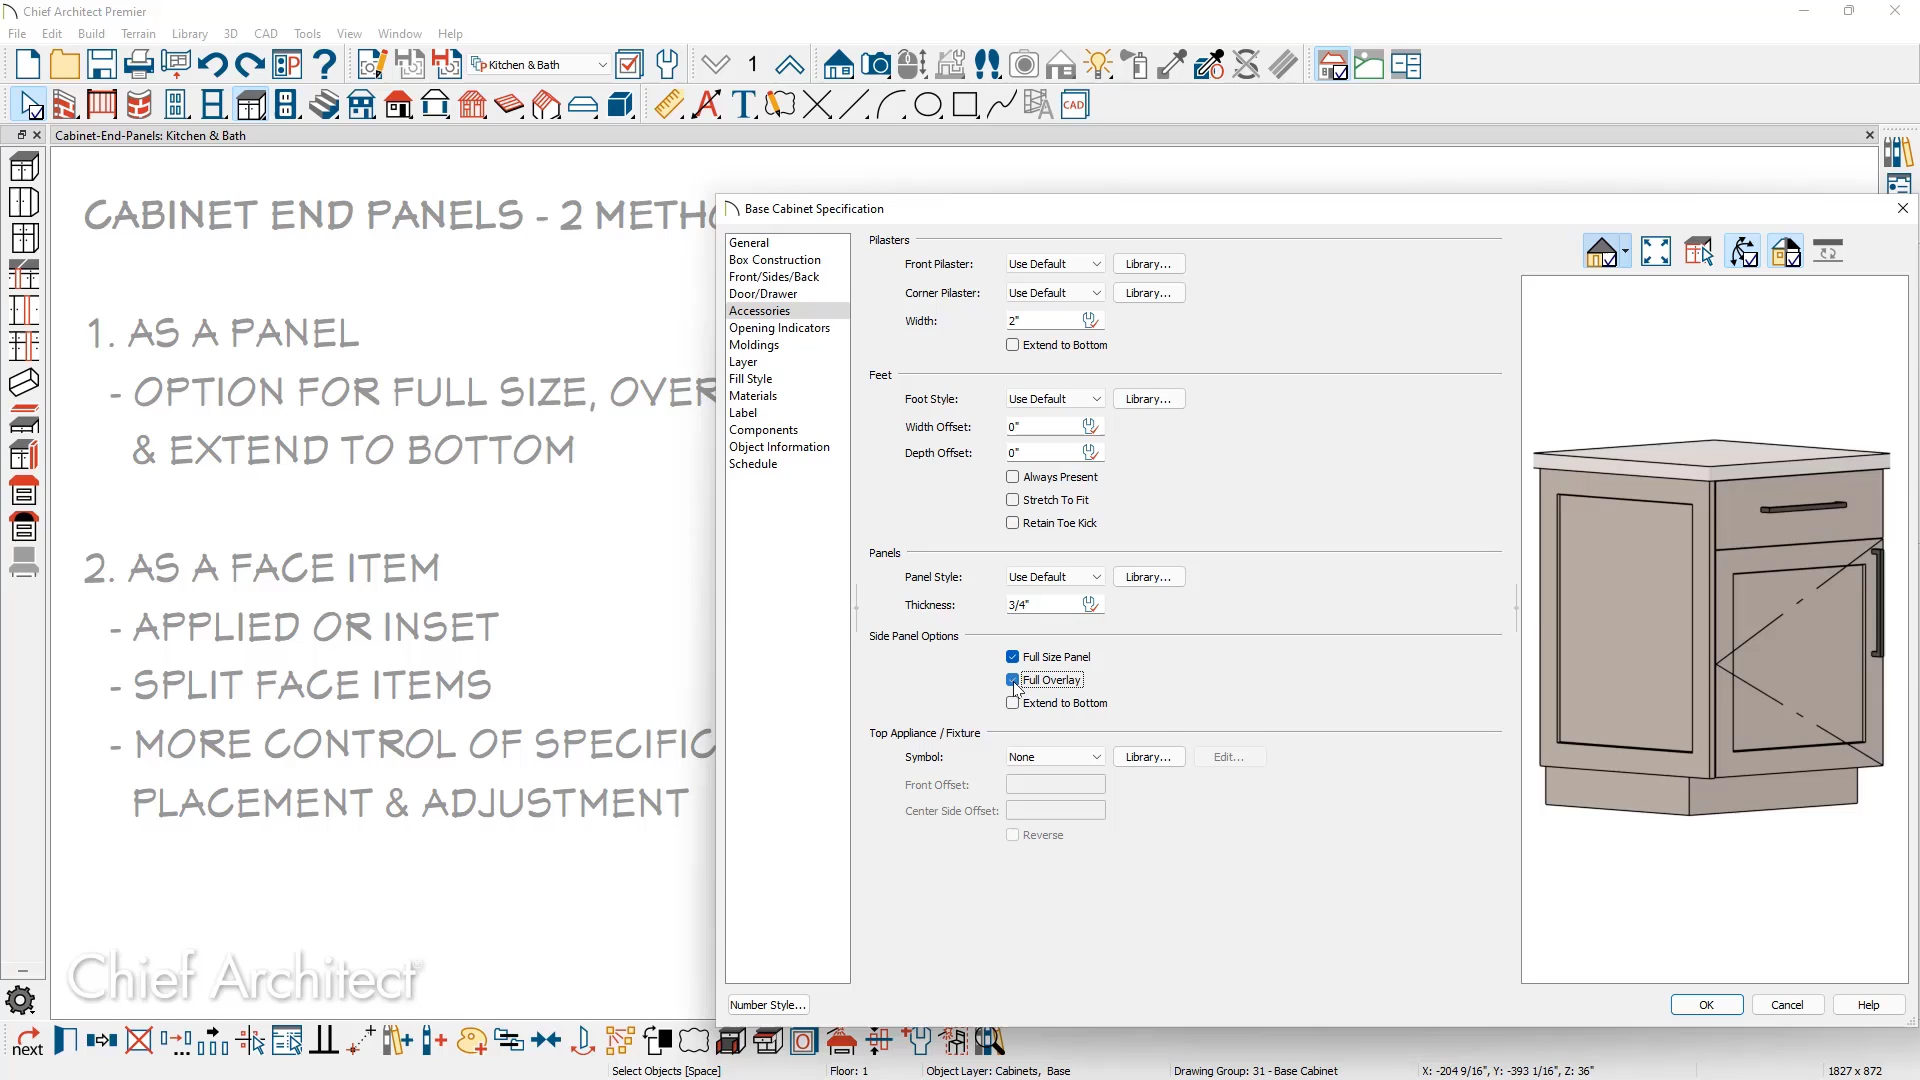 Chief Architect Premier
File Edit Build Terrain Library 3D CAD Tools View Window Help
Kitchen & Bath
1
CAD
Cabinet-End-Panels: Kitchen & Bath
CABINET END PANELS - 2 METHO
1. AS A PANEL
- OPTION FOR FULL SIZE, OVER
& EXTEND TO BOTTOM
2. AS A FACE ITEM
- APPLIED OR INSET
- SPLIT FACE ITEMS
- MORE CONTROL OF SPECIFIC
PLACEMENT & ADJUSTMENT
Chief Architect
Base Cabinet Specification
General
Box Construction
Front/Sides/Back
Door/Drawer
Accessories
Opening Indicators
Moldings
Layer
Fill Style
Materials
Label
Components
Object Information
Schedule
Number Style...
Pilasters
Front Pilaster: Use Default Library...
Corner Pilaster: Use Default Library...
Width: 2"
Extend to Bottom
Feet
Foot Style: Use Default Library...
Width Offset: 0"
Depth Offset: 0"
Always Present
Stretch To Fit
Retain Toe Kick
Panels
Panel Style: Use Default Library...
Thickness: 3/4"
Side Panel Options
Full Size Panel
Full Overlay
Extend to Bottom
Top Appliance / Fixture
Symbol: None Library... Edit...
Front Offset:
Center Side Offset:
Reverse
OK Cancel Help
next
Select Objects [Space] Floor: 1 Object Layer: Cabinets, Base Drawing Group: 31 - Base Cabinet X: -204 9/16", Y: -393 1/16", Z: 36" 1827 x 872